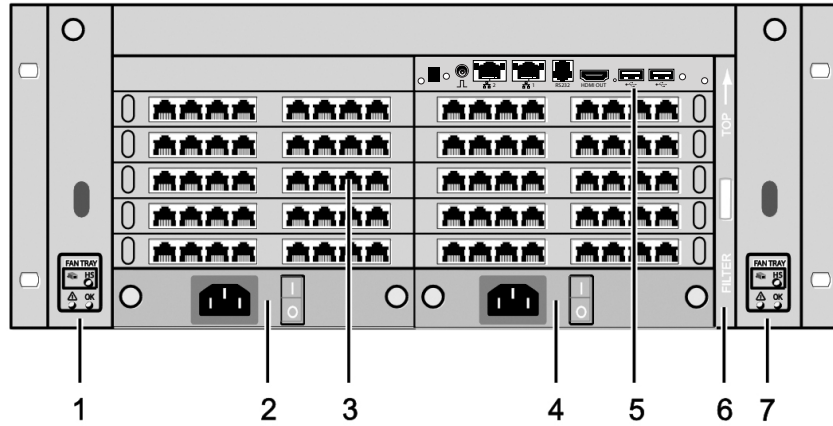 2 1 RS232 HDMI OUT
TOP
FILTER
FAN TRAY
HS
OK
FAN TRAY
HS
OK
I
O
I
O
1 2 3 4 5 6 7